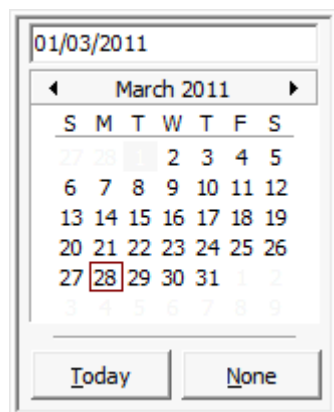 01/03/2011
March 2011
S M T W T F S
27 28 1 2 3 4 5
6 7 8 9 10 11 12
13 14 15 16 17 18 19
20 21 22 23 24 25 26
27 28 29 30 31 1 2
3 4 5 6 7 8 9
Today None